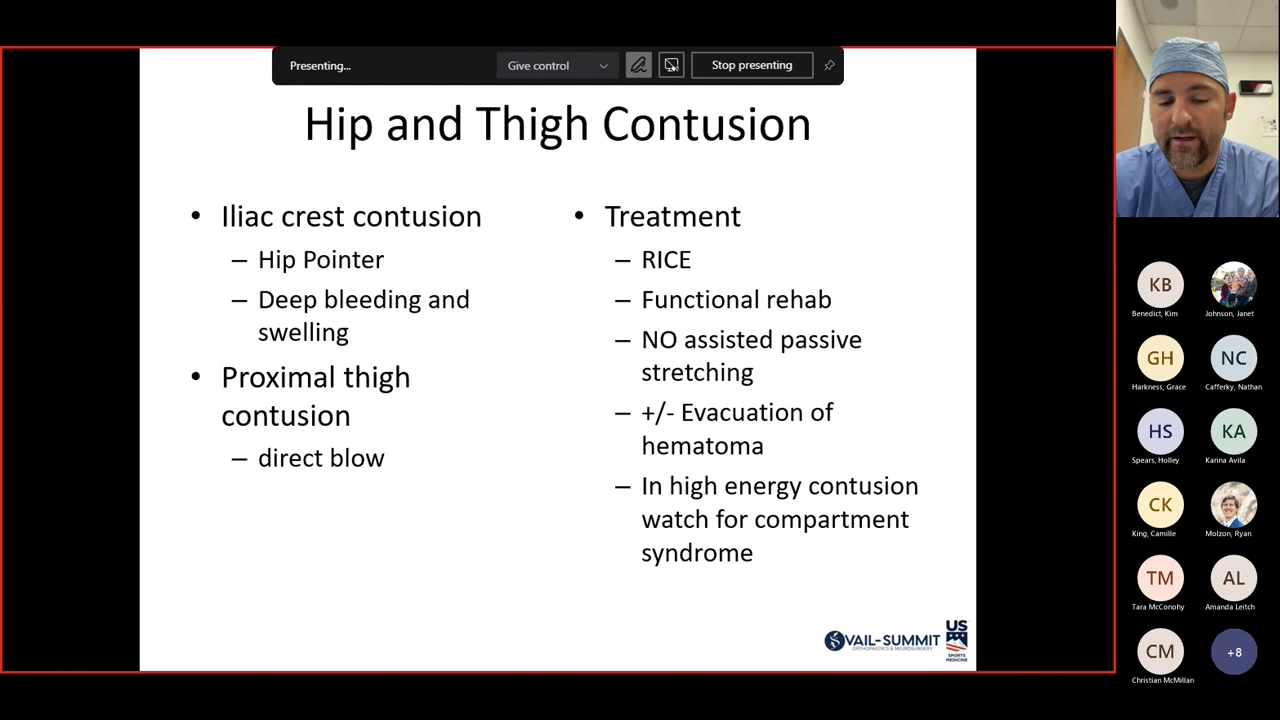 Presenting...
Give control
Stop presenting
Hip and Thigh Contusion
• Iliac crest contusion
– Hip Pointer
– Deep bleeding and
swelling
• Proximal thigh
contusion
– direct blow
• Treatment
– RICE
– Functional rehab
– NO assisted passive
stretching
– +/- Evacuation of
hematoma
– In high energy contusion
watch for compartment
syndrome
VAIL-SUMMIT
ORTHOPAEDICS & NEUROSURGERY
US
SPORTS
MEDICINE
KB
Benedict, Kim
Johnson, Janet
GH
Harkness, Grace
NC
Cafferky, Nathan
HS
Spears, Holley
KA
Karina Avila
CK
King, Camille
Molzon, Ryan
TM
Tara McConohy
AL
Amanda Leitch
CM
Christian McMillan
+8